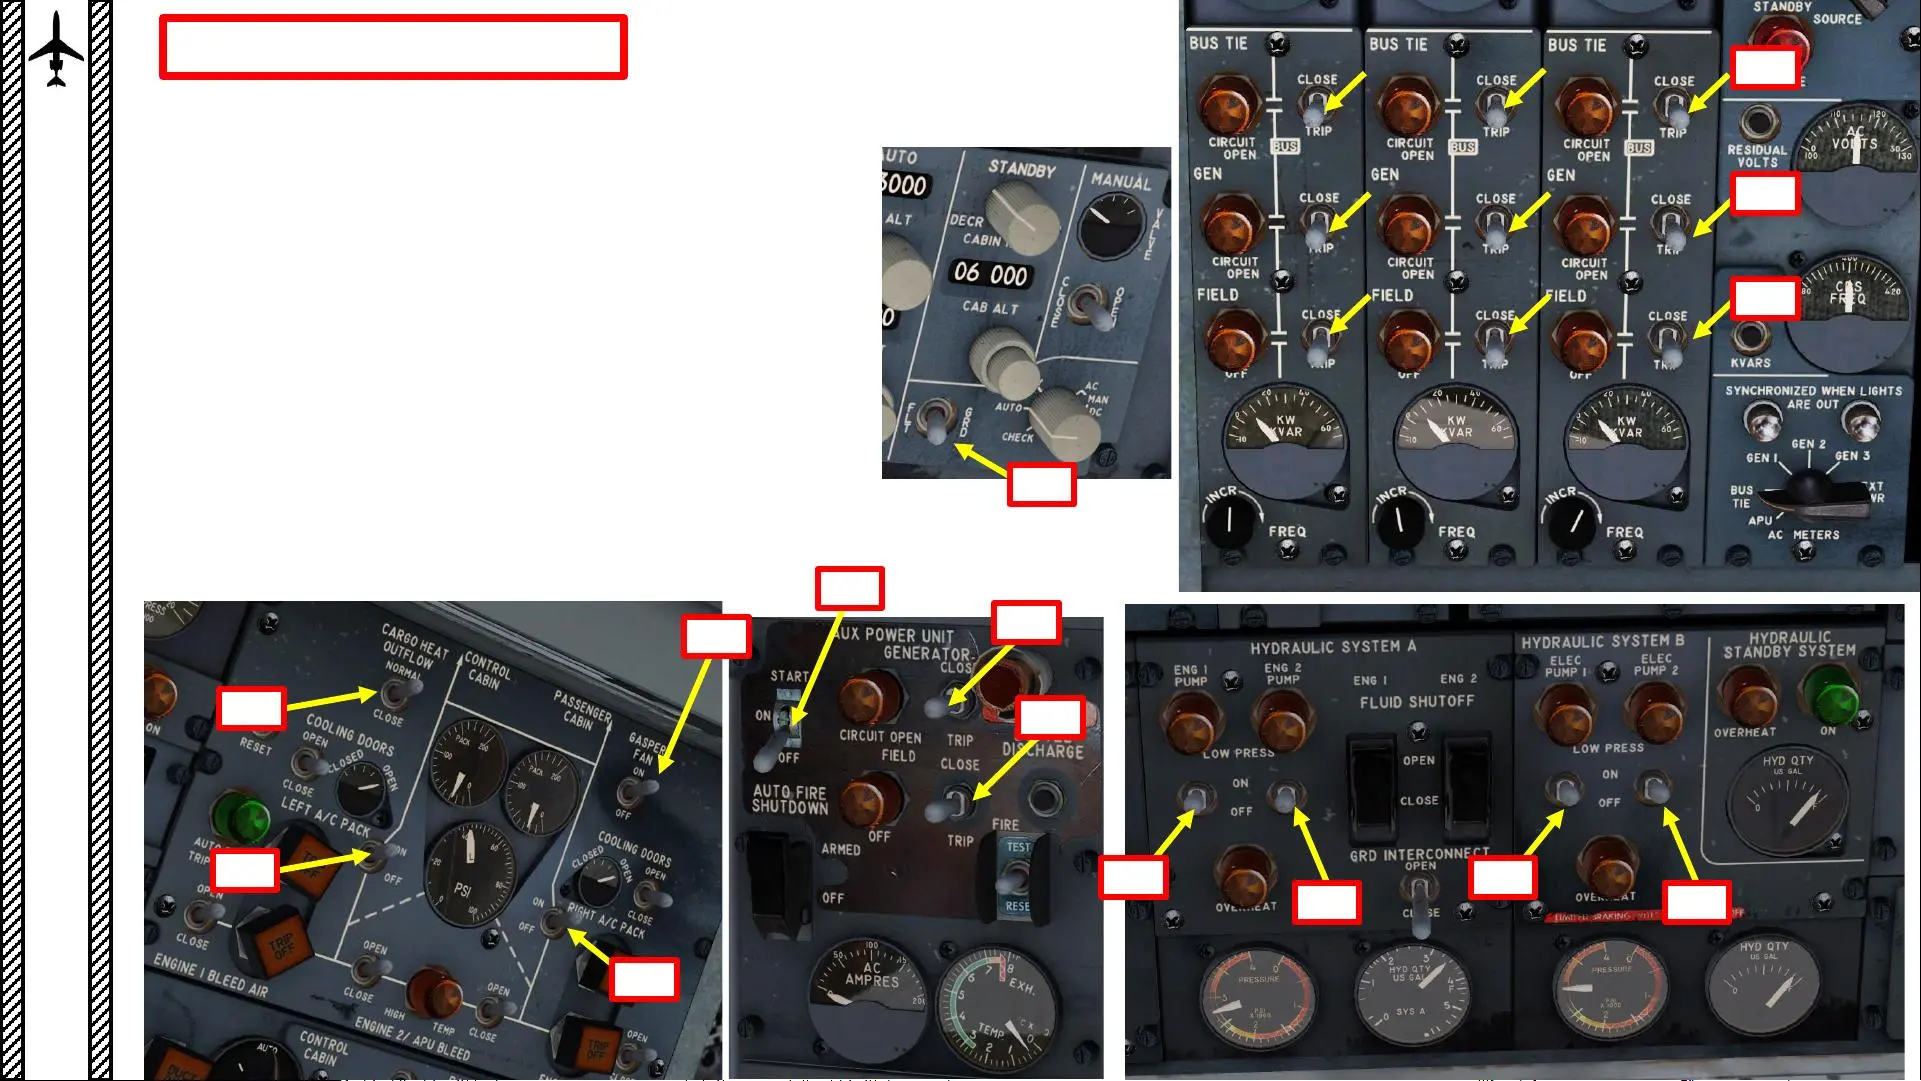 BUS TIE
CLOSE
TRIP
CIRCUIT
OPEN
BUS
GEN
CLOSE
TRIP
CIRCUIT
OPEN
FIELD
CLOSE
TRIP
OFF
KW
KVAR
INCR
FREQ
BUS TIE
CLOSE
TRIP
CIRCUIT
OPEN
BUS
GEN
CLOSE
TRIP
CIRCUIT
OPEN
FIELD
CLOSE
TRIP
OFF
KW
KVAR
INCR
FREQ
BUS TIE
CLOSE
TRIP
CIRCUIT
OPEN
BUS
GEN
CLOSE
TRIP
CIRCUIT
OPEN
FIELD
CLOSE
OFF
KW
KVAR
INCR
FREQ
STANDBY
SOURCE
RESIDUAL
VOLTS
AC
VOLTS
FREQ
KVARS
SYNCHRONIZED WHEN LIGHTS
ARE OUT
GEN 1
GEN 2
GEN 3
BUS
TIE
APU
AC METERS
AUTO
ALT
STANDBY
DECR
CABIN
06 000
CAB ALT
MANUAL
VALVE
CLOSE
OPEN
FLT
GRD
AUTO
CHECK
AC
MAN
DC
CARGO HEAT
OUTFLOW
NORMAL
CLOSE
CONTROL
CABIN
PASSENGER
CABIN
GASPER
FAN
ON
OFF
RESET
COOLING DOORS
OPEN
CLOSE
CLOSED
OPEN
LEFT A/C PACK
ON
OFF
PACK
PACK
PSI
COOLING DOORS
CLOSED
OPEN
OPEN
CLOSE
RIGHT A/C PACK
ON
OFF
AUTO
TRIP
OPEN
CLOSE
TRIP
OFF
ENGINE 1 BLEED AIR
OPEN
CLOSE
HIGH
TEMP
OPEN
CLOSE
ENGINE 2/ APU BLEED
TRIP
OFF
OPEN
CONTROL
CABIN
AUTO
DUCT
AUX POWER UNIT
GENERATOR
START
ON
OFF
CIRCUIT OPEN
TRIP
DISCHARGE
FIELD
CLOSE
AUTO FIRE
SHUTDOWN
OFF
TRIP
ARMED
OFF
FIRE
TEST
RESET
AC
AMPRES
EXH.
TEMP
HYDRAULIC SYSTEM A
ENG 1
PUMP
ENG 2
PUMP
LOW PRESS
ON
OFF
ENG 1
ENG 2
FLUID SHUTOFF
OPEN
CLOSE
GRD INTERCONNECT
OPEN
CLOSE
OVERHEAT
PRESSURE
HYD QTY
US GAL
SYS A
HYDRAULIC SYSTEM B
ELEC
PUMP 1
ELEC
PUMP 2
LOW PRESS
ON
OFF
OVERHEAT
PRESSURE
HYD QTY
US GAL
HYDRAULIC
STANDBY SYSTEM
OVERHEAT
ON
HYD QTY
US GAL